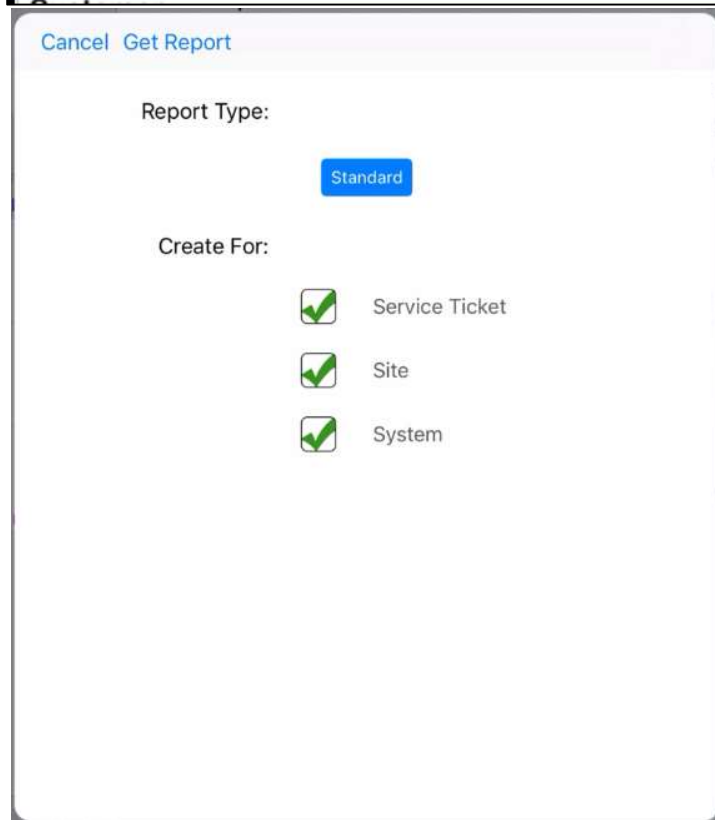 Cancel Get Report
Report Type:
Standard
Create For:
Service Ticket
Site
System